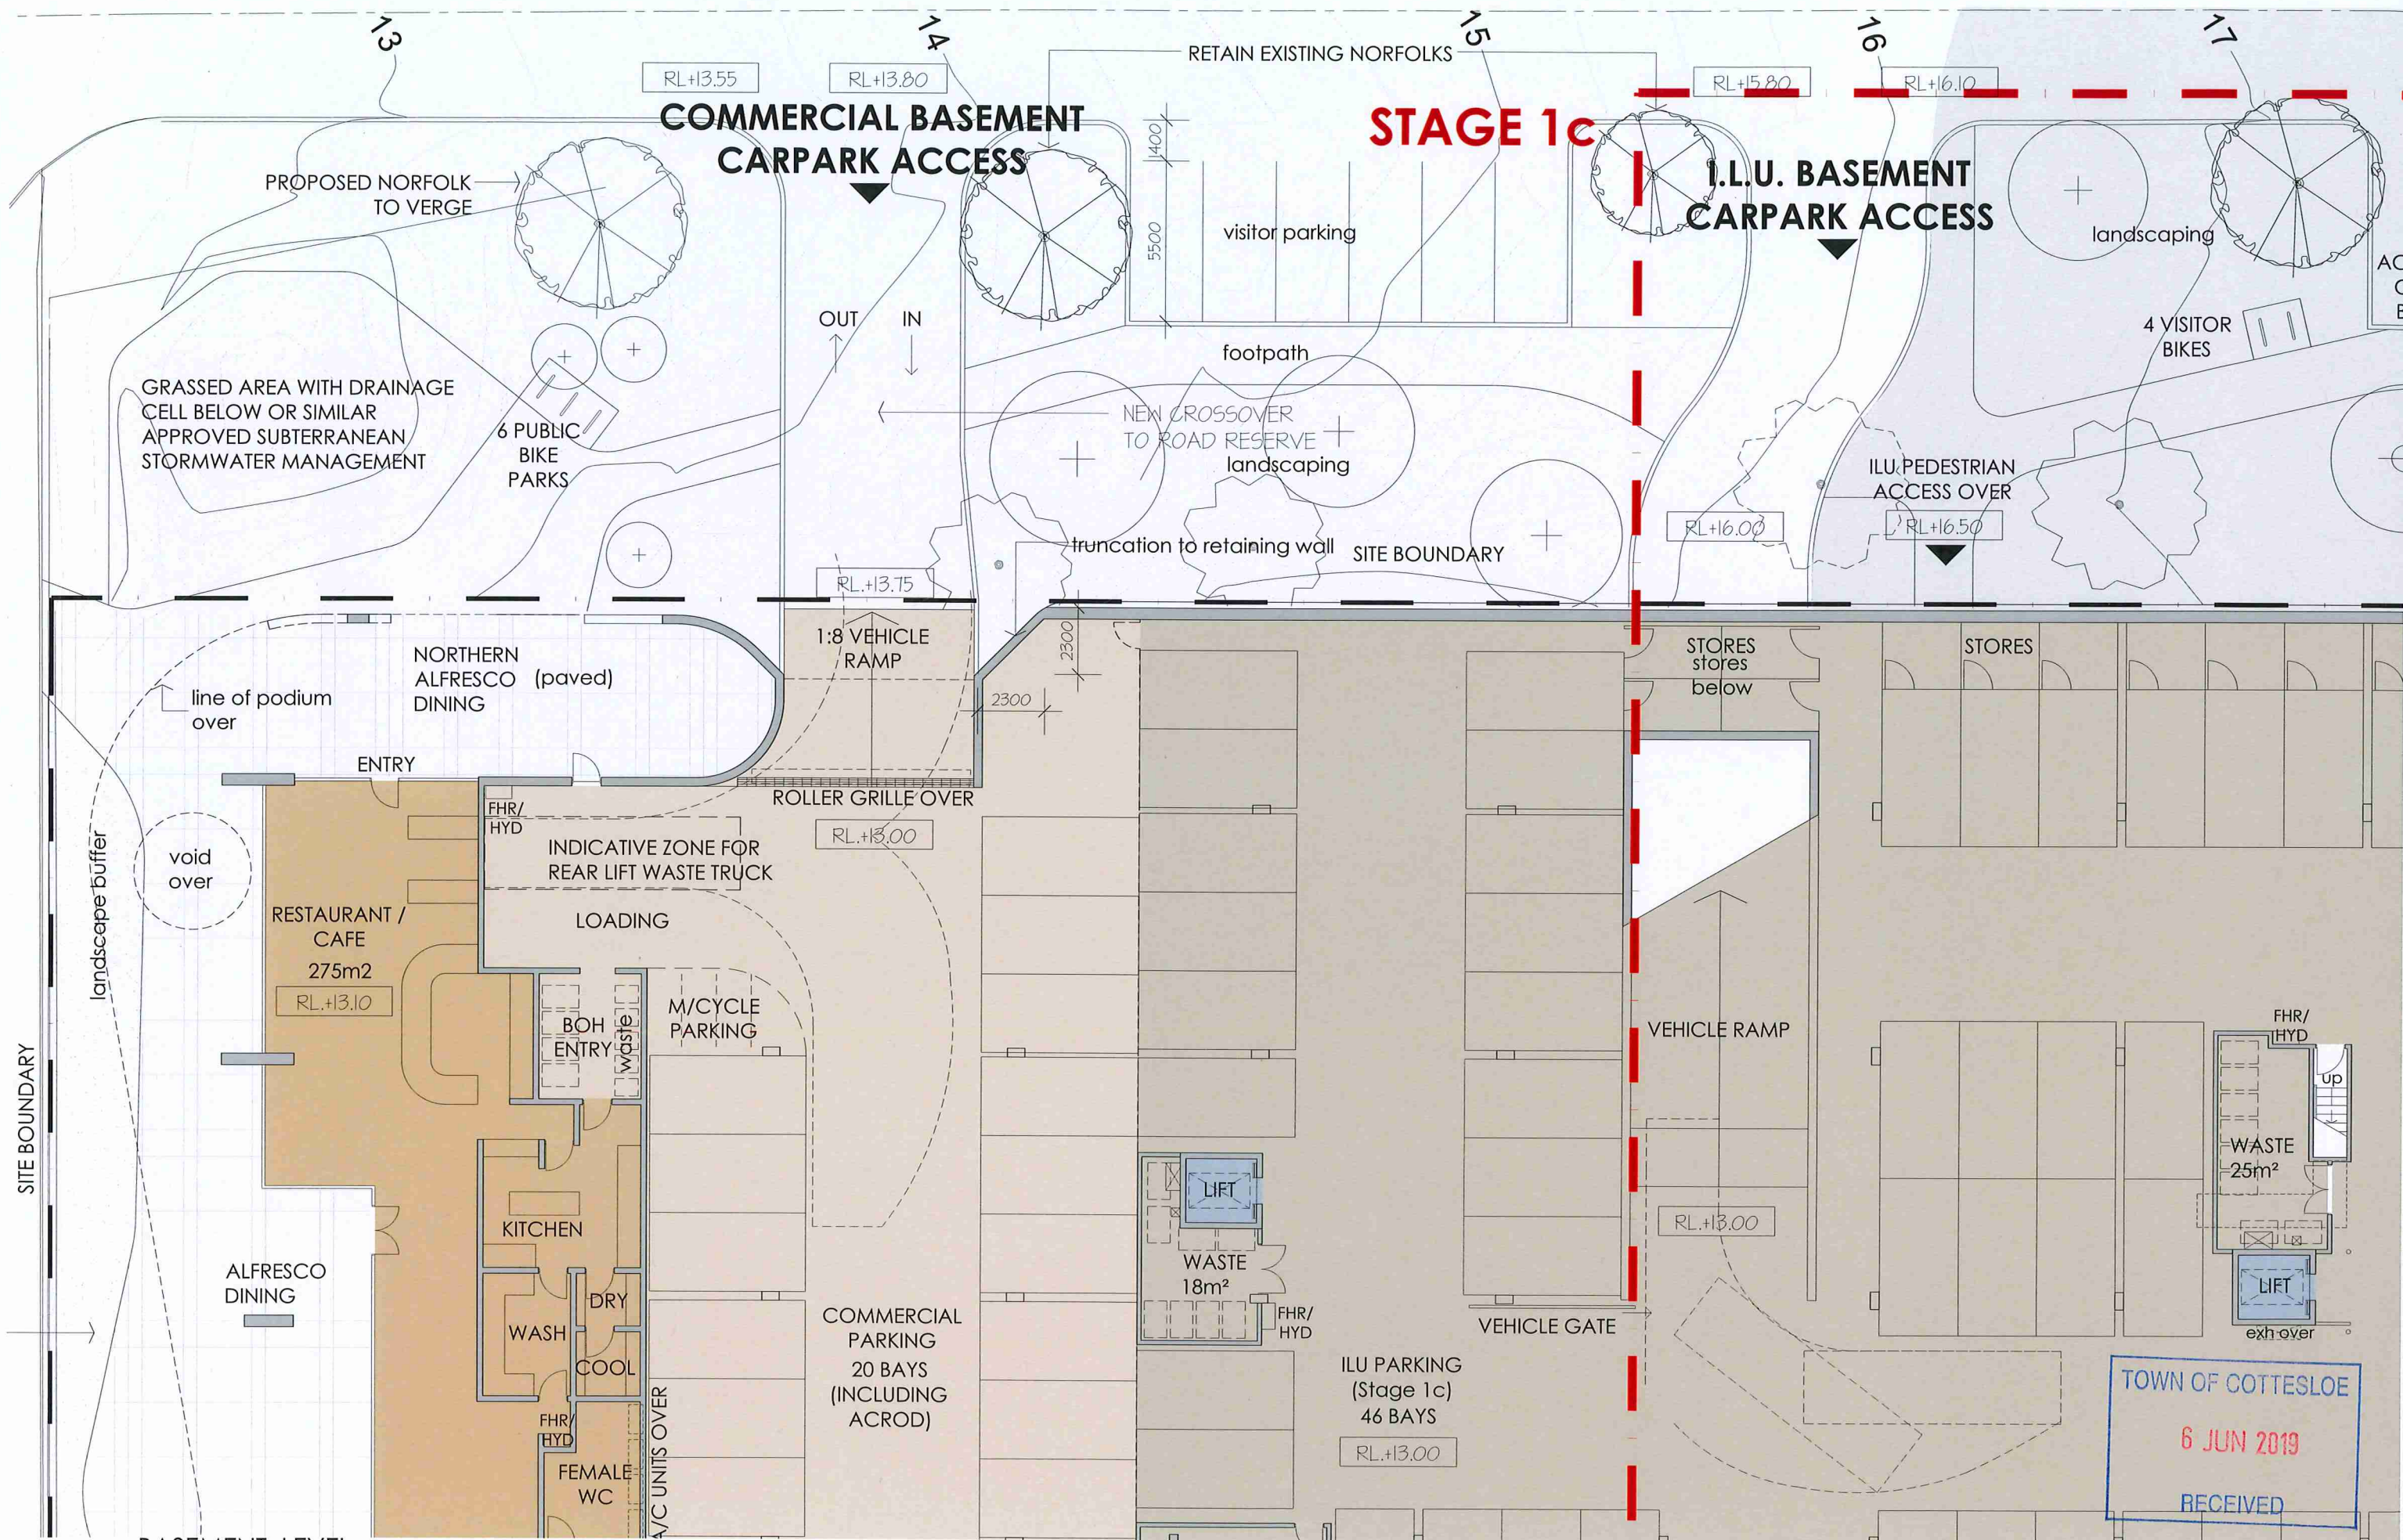 13
14
15
16
17
RETAIN EXISTING NORFOLKS
RL+13.55
RL+13.80
RL+15.80
RL+16.10
COMMERCIAL BASEMENT
CARPARK ACCESS
STAGE 1c
1400
5500
I.L.U. BASEMENT
CARPARK ACCESS
PROPOSED NORFOLK
TO VERGE
visitor parking
landscaping
OUT
IN
4 VISITOR
BIKES
footpath
GRASSED AREA WITH DRAINAGE
CELL BELOW OR SIMILAR
APPROVED SUBTERRANEAN
STORMWATER MANAGEMENT
6 PUBLIC
BIKE
PARKS
NEW CROSSOVER
TO ROAD RESERVE
landscaping
ILU PEDESTRIAN
ACCESS OVER
RL+16.00
RL+16.50
truncation to retaining wall
SITE BOUNDARY
RL.+13.75
1:8 VEHICLE
RAMP
2300
2300
NORTHERN
ALFRESCO
DINING
(paved)
line of podium
over
STORES
stores
below
STORES
ENTRY
ROLLER GRILLE OVER
FHR/
HYD
RL.+13.00
INDICATIVE ZONE FOR
REAR LIFT WASTE TRUCK
void
over
landscape buffer
LOADING
RESTAURANT /
CAFE
275m2
RL.+13.10
BOH
ENTRY
waste
M/CYCLE
PARKING
VEHICLE RAMP
FHR/
HYD
up
SITE BOUNDARY
WASTE
25m²
LIFT
KITCHEN
RL.+13.00
WASTE
18m²
ALFRESCO
DINING
DRY
WASH
COOL
COMMERCIAL
PARKING
20 BAYS
(INCLUDING
ACROD)
FHR/
HYD
VEHICLE GATE
LIFT
exh over
ILU PARKING
(Stage 1c)
46 BAYS
RL.+13.00
FHR/
HYD
FEMALE
WC
A/C UNITS OVER
TOWN OF COTTESLOE
6 JUN 2019
RECEIVED